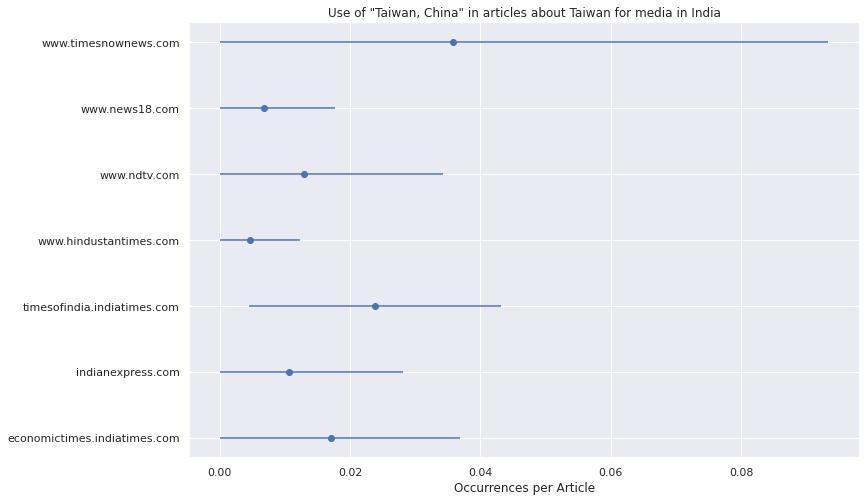 Use of "Taiwan, China" in articles about Taiwan for media in India
www.timesnownews.com
www.news18.com
www.ndtv.com
www.hindustantimes.com
timesofindia.indiatimes.com
indianexpress.com
economictimes.indiatimes.com
0.00 0.02 0.04 0.06 0.08
Occurrences per Article